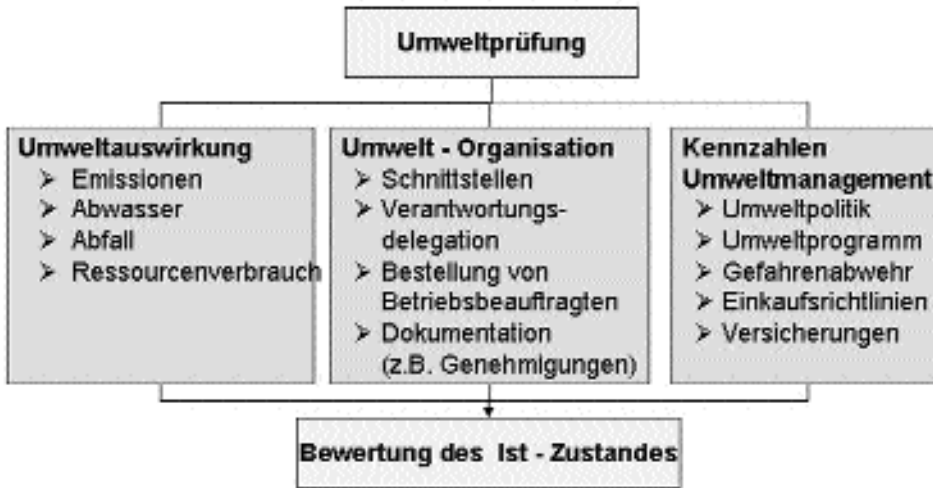 Umweltprüfung
Umweltauswirkung
➢ Emissionen
➢ Abwasser
➢ Abfall
➢ Ressourcenverbrauch
Umwelt - Organisation
➢ Schnittstellen
➢ Verantwortungs-
delegation
➢ Bestellung von
Betriebsbeauftragten
➢ Dokumentation
(z.B. Genehmigungen)
Kennzahlen
Umweltmanagement
➢ Umweltpolitik
➢ Umweltprogramm
➢ Gefahrenabwehr
➢ Einkaufsrichtlinien
➢ Versicherungen
Bewertung des Ist - Zustandes